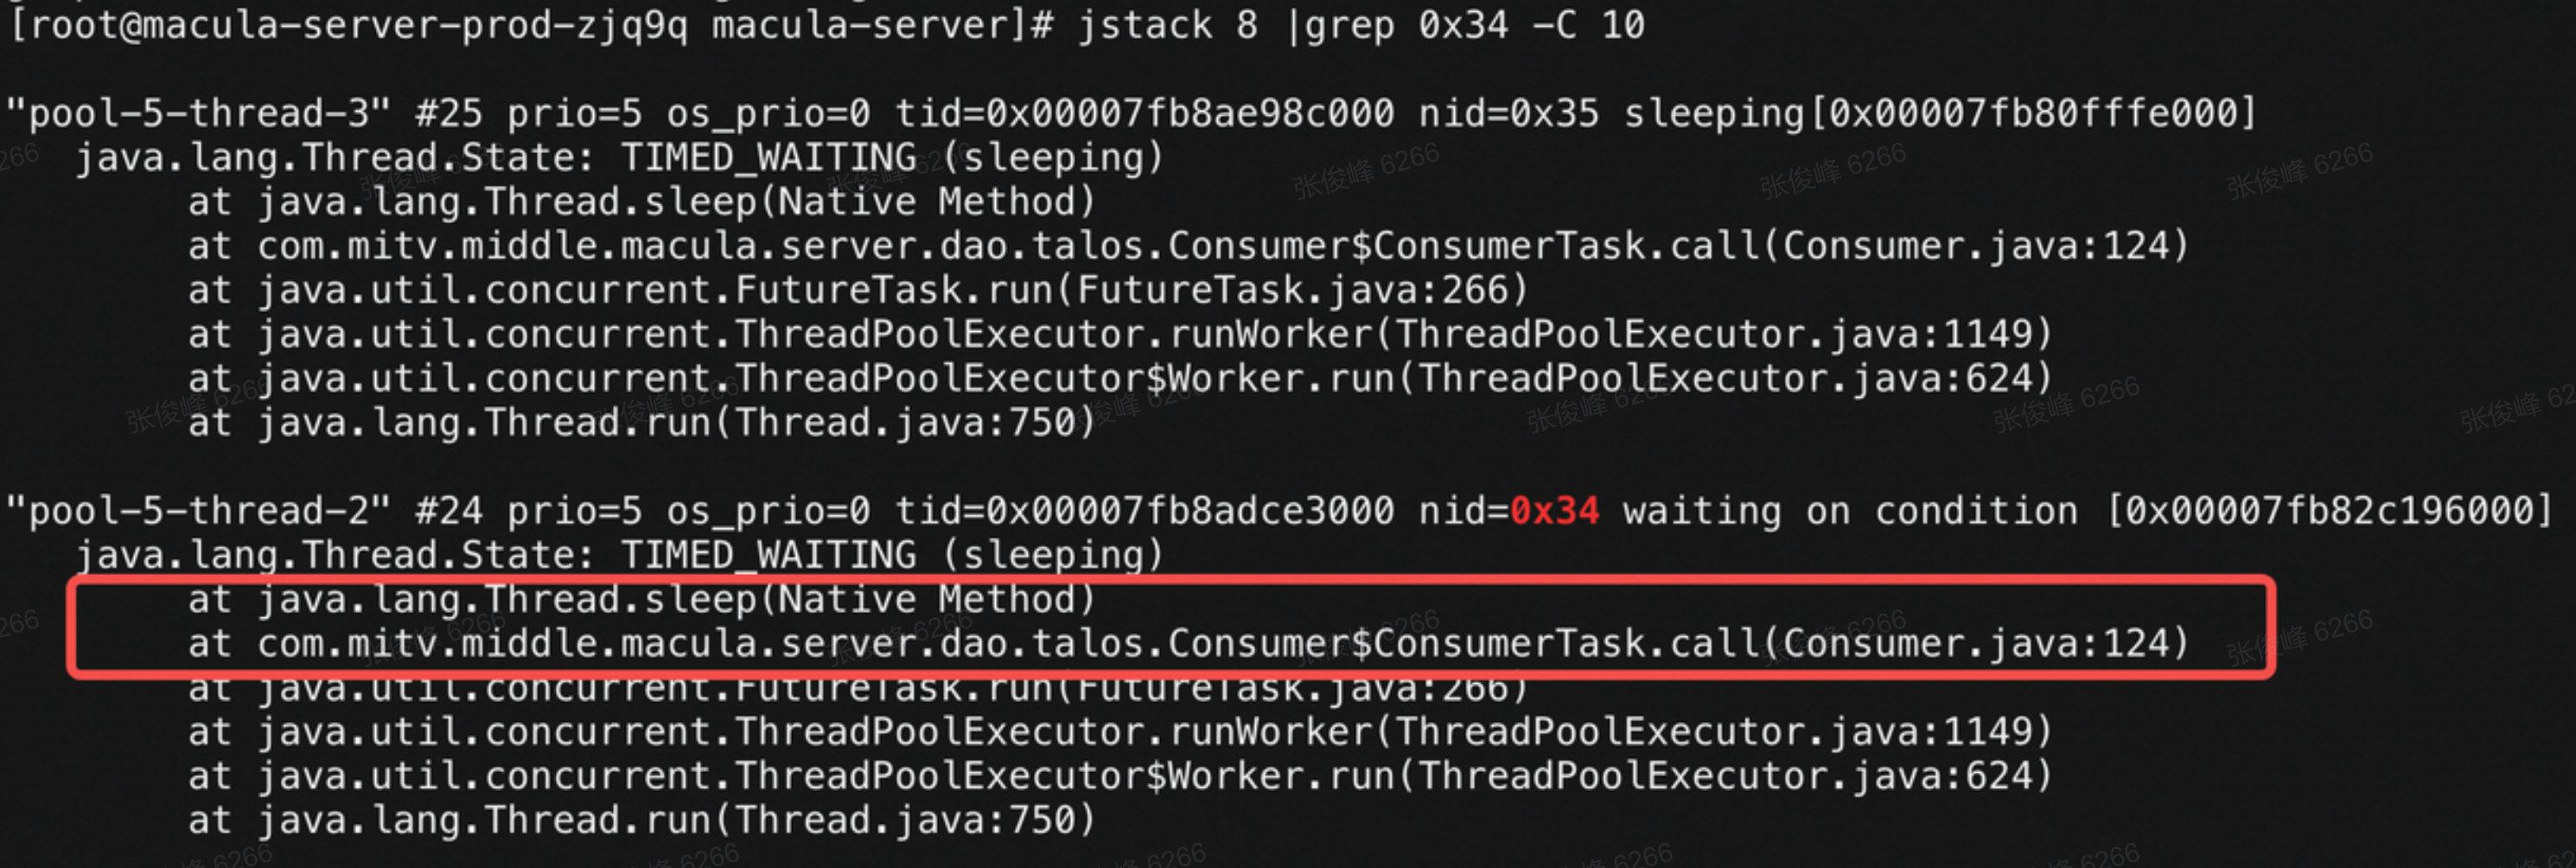 [root@macula-server-prod-zjq9q macula-server]# jstack 8 |grep 0x34 -C 10
"pool-5-thread-3" #25 prio=5 os_prio=0 tid=0x00007fb8ae98c000 nid=0x35 sleeping[0x00007fb80fffe000]
java.lang.Thread.State: TIMED_WAITING (sleeping)
at java.lang.Thread.sleep(Native Method)
at com.mitv.middle.macula.server.dao.talos.Consumer$ConsumerTask.call(Consumer.java:124)
at java.util.concurrent.FutureTask.run(FutureTask.java:266)
at java.util.concurrent.ThreadPoolExecutor.runWorker(ThreadPoolExecutor.java:1149)
at java.util.concurrent.ThreadPoolExecutor$Worker.run(ThreadPoolExecutor.java:624)
at java.lang.Thread.run(Thread.java:750)
"pool-5-thread-2" #24 prio=5 os_prio=0 tid=0x00007fb8adce3000 nid=0x34 waiting on condition [0x00007fb82c196000]
java.lang.Thread.State: TIMED_WAITING (sleeping)
at java.lang.Thread.sleep(Native Method)
at com.mitv.middle.macula.server.dao.talos.Consumer$ConsumerTask.call(Consumer.java:124)
at java.util.concurrent.FutureTask.run(FutureTask.java:266)
at java.util.concurrent.ThreadPoolExecutor.runWorker(ThreadPoolExecutor.java:1149)
at java.util.concurrent.ThreadPoolExecutor$Worker.run(ThreadPoolExecutor.java:624)
at java.lang.Thread.run(Thread.java:750)
张俊峰 6266